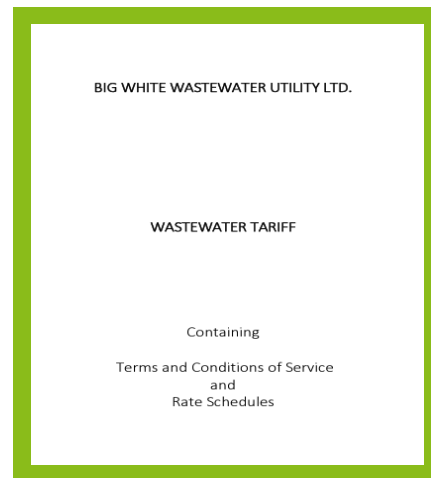 BIG WHITE WASTEWATER UTILITY LTD.
WASTEWATER TARIFF
Containing
Terms and Conditions of Service
and
Rate Schedules